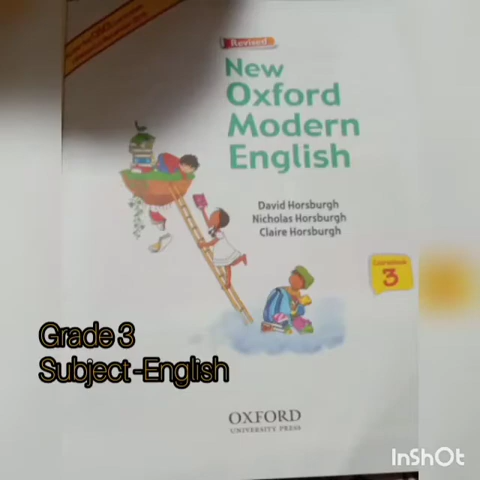 Revised
New
Oxford
Modern
English
David Horsburgh
Nicholas Horsburgh
Claire Horsburgh
Coursebook
3
Grade 3
Subject-English
OXFORD
UNIVERSITY PRESS
InShOt